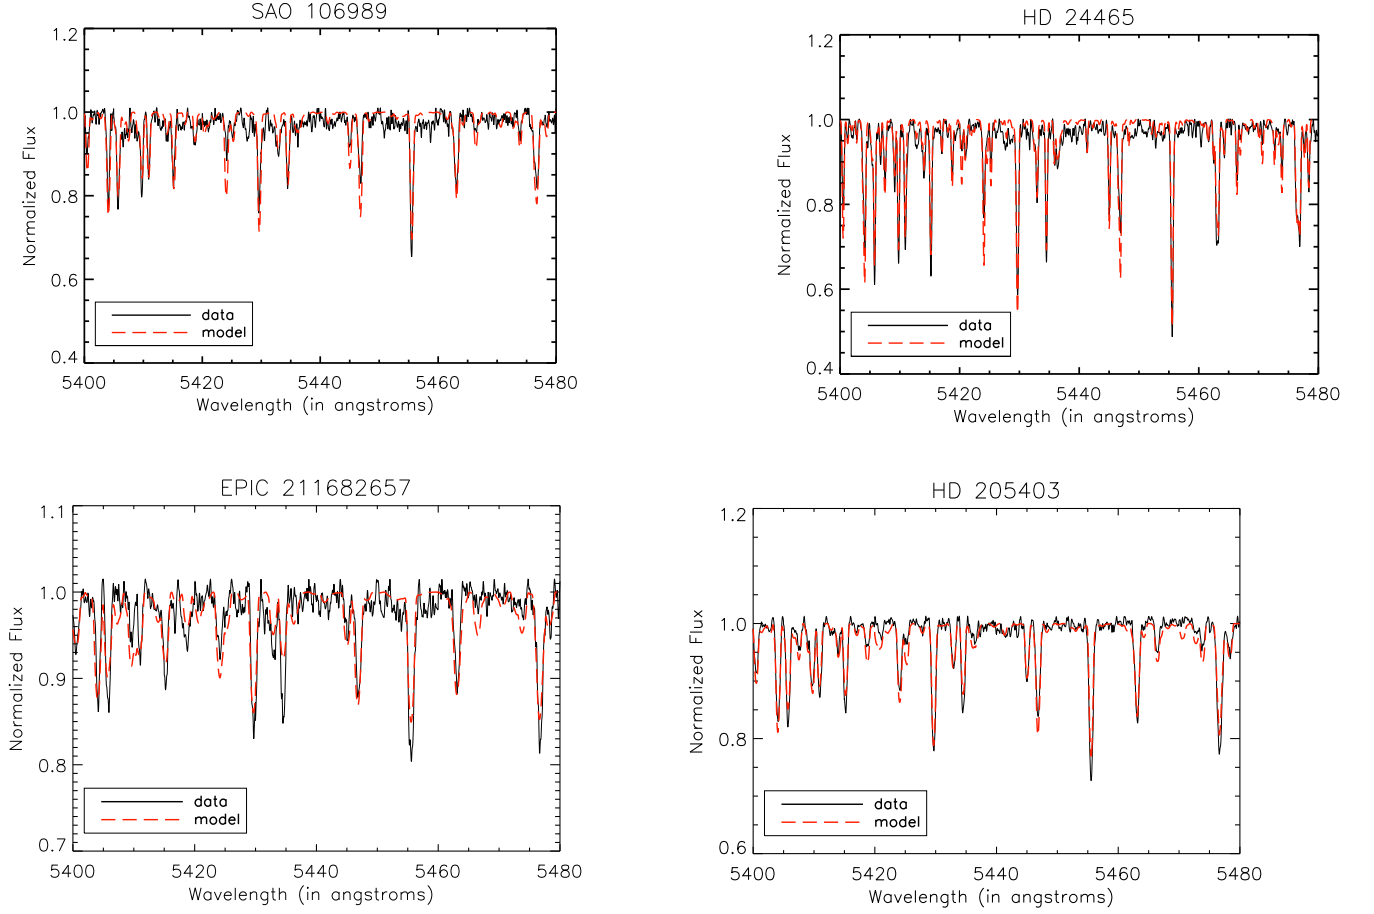 SAO 106989
1.2
1.0
0.8
0.6
0.4
Normalized Flux
data
model
5400 5420 5440 5460 5480
Wavelength (in angstroms)
HD 24465
1.2
1.0
0.8
0.6
0.4
Normalized Flux
data
model
5400 5420 5440 5460 5480
Wavelength (in angstroms)
EPIC 211682657
1.1
1.0
0.9
0.8
0.7
Normalized Flux
data
model
5400 5420 5440 5460 5480
Wavelength (in angstroms)
HD 205403
1.2
1.0
0.8
0.6
Normalized Flux
data
model
5400 5420 5440 5460 5480
Wavelength (in angstroms)